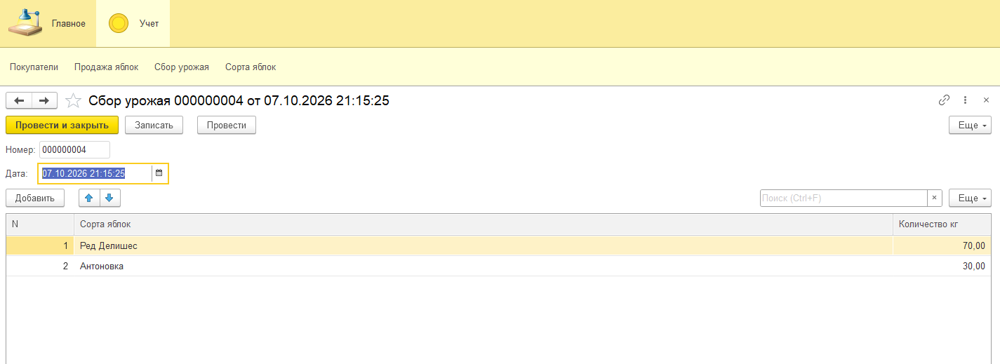 Главное Учет
Покупатели Продажа яблок Сбор урожая Сорта яблок
Сбор урожая 000000004 от 07.10.2026 21:15:25
Провести и закрыть Записать Провести Еще
Номер: 000000004
Дата: 07.10.2026 21:15:25
Добавить Поиск (Ctrl+F) × Еще
N Сорта яблок Количество кг
1 Ред Делишес 70,00
2 Антоновка 30,00